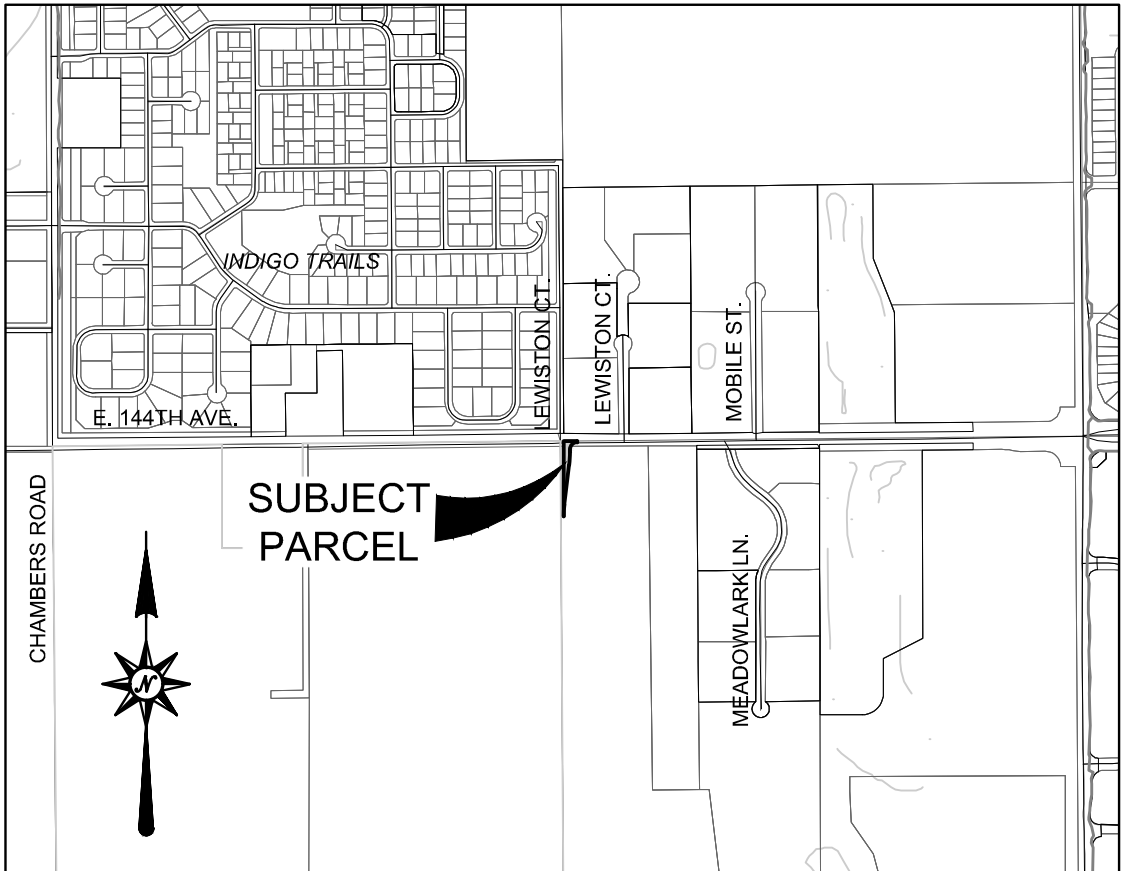 INDIGO TRAILS
LEWISTON CT.
LEWISTON CT.
MOBILE ST.
E. 144TH AVE.
CHAMBERS ROAD
SUBJECT
PARCEL
MEADOWLARK LN.
N